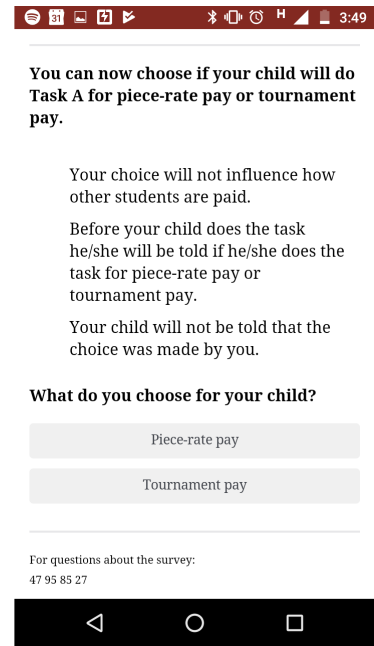 31
H
3:49
You can now choose if your child will do
Task A for piece-rate pay or tournament
pay.
Your choice will not influence how
other students are paid.
Before your child does the task
he/she will be told if he/she does the
task for piece-rate pay or
tournament pay.
Your child will not be told that the
choice was made by you.
What do you choose for your child?
Piece-rate pay
Tournament pay
For questions about the survey:
47 95 85 27